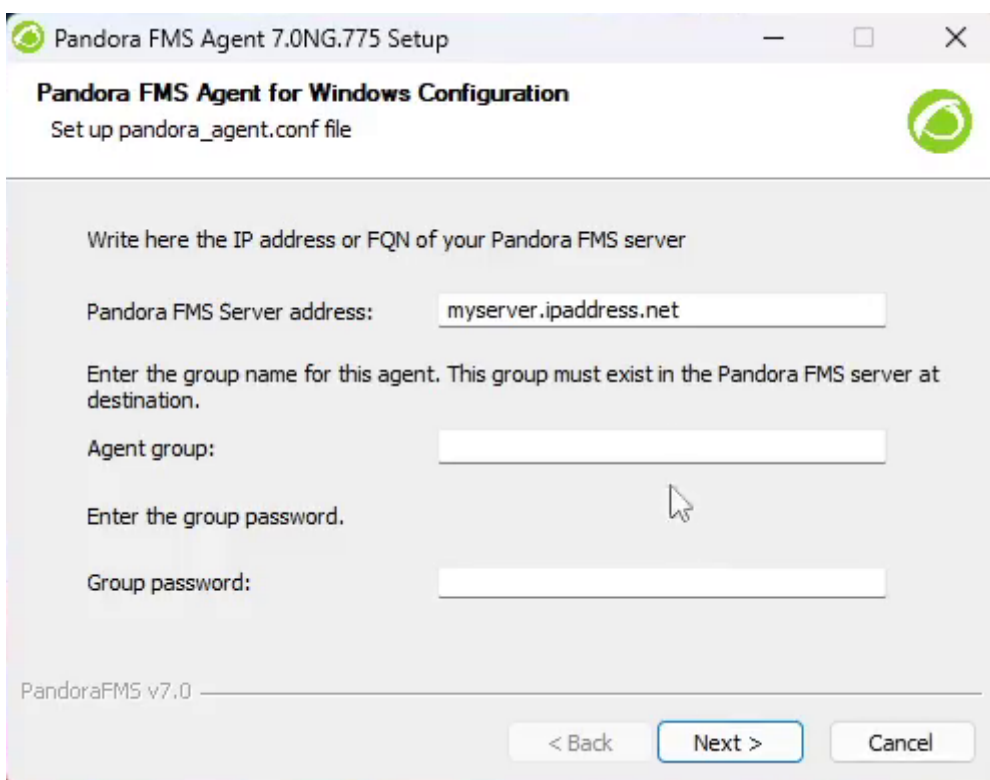 Pandora FMS Agent 7.0NG.775 Setup
Pandora FMS Agent for Windows Configuration
Set up pandora_agent.conf file
Write here the IP address or FQN of your Pandora FMS server
Pandora FMS Server address: myserver.ipaddress.net
Enter the group name for this agent. This group must exist in the Pandora FMS server at
destination.
Agent group:
Enter the group password.
Group password:
PandoraFMS v7.0
< Back Next > Cancel